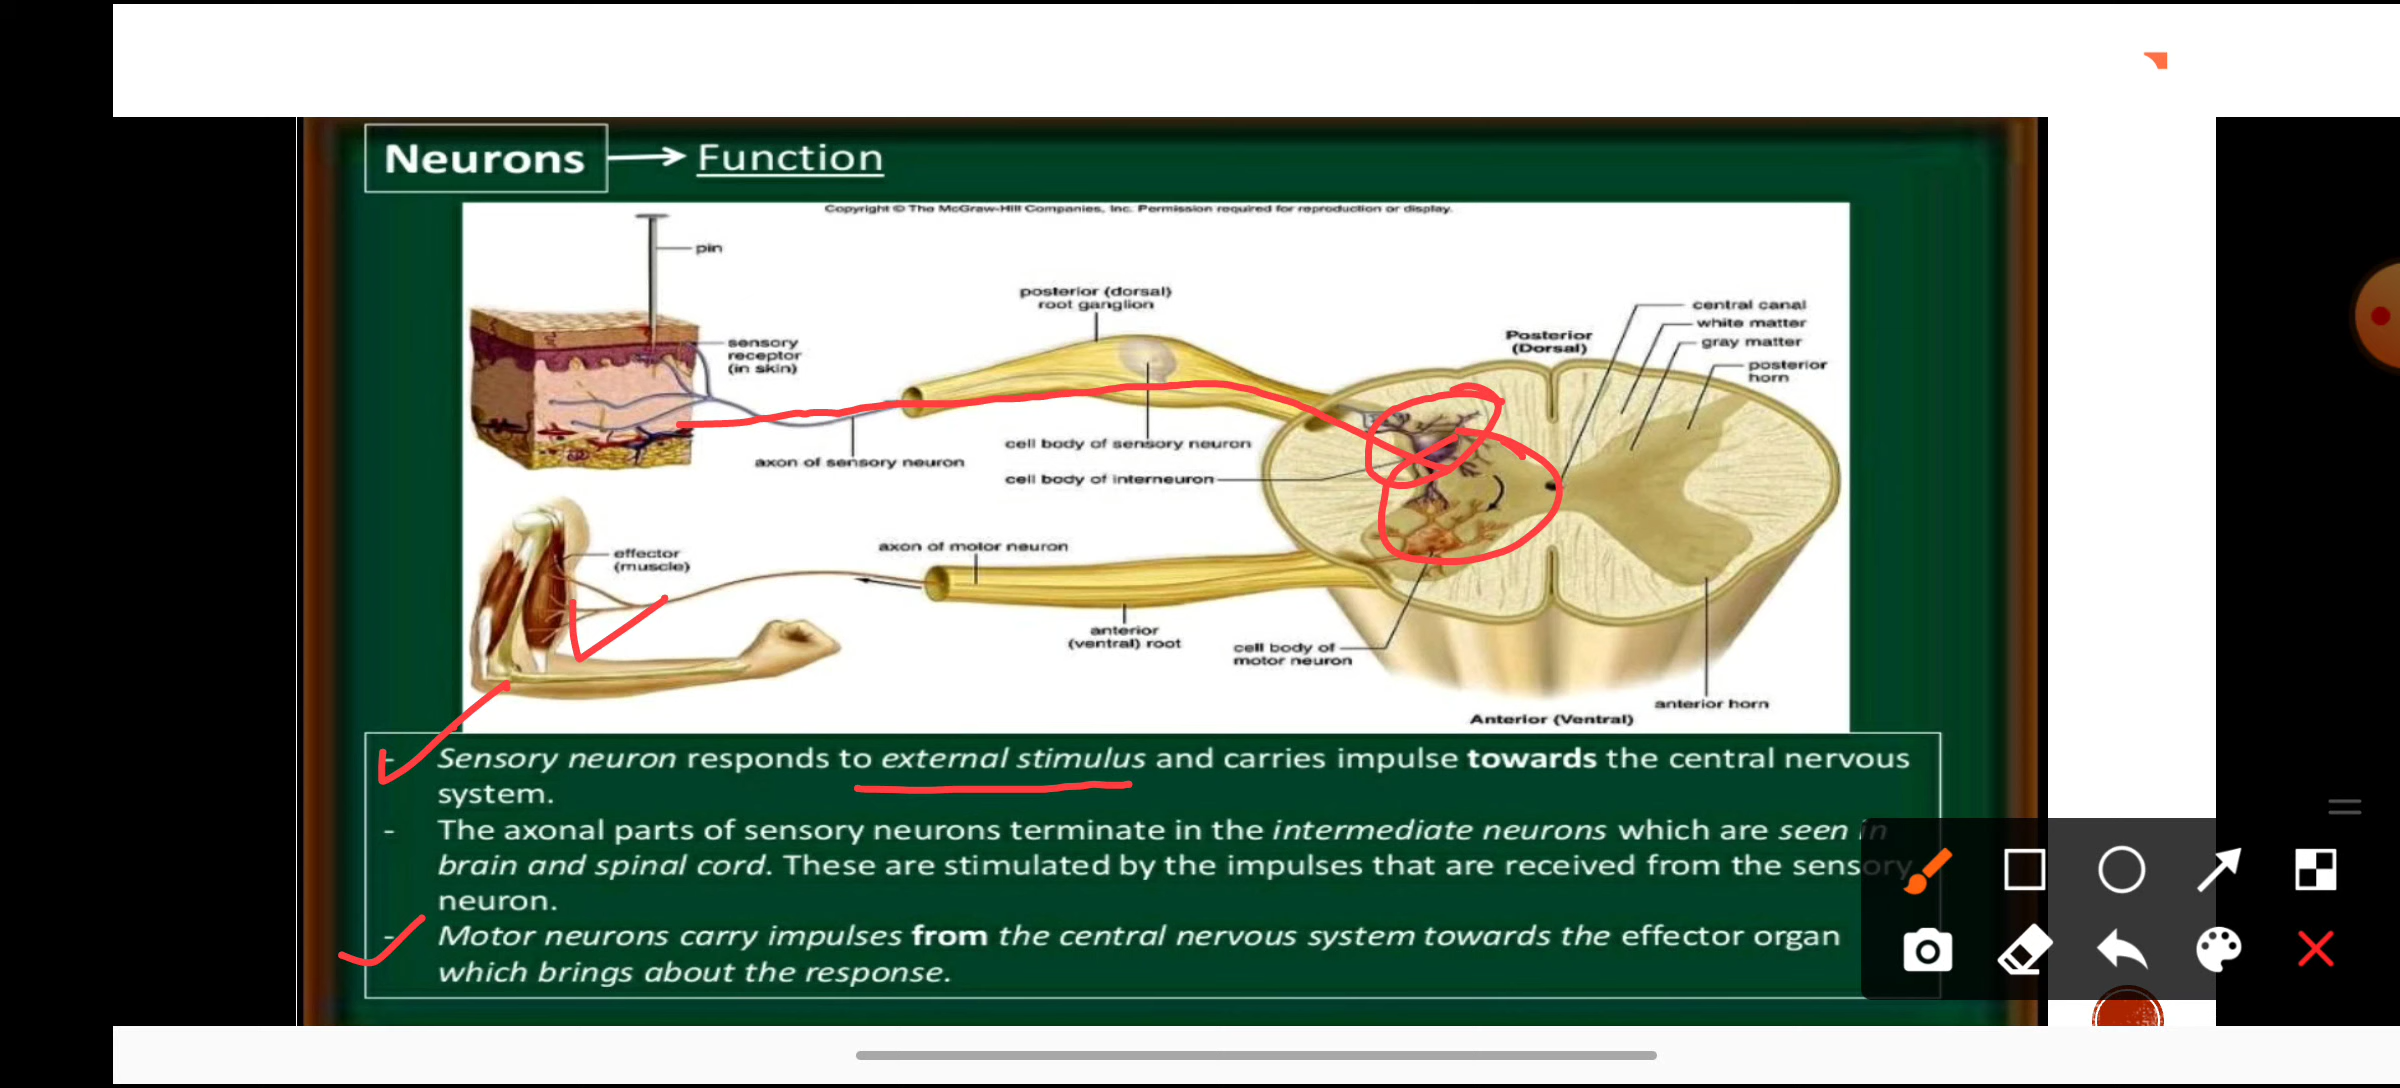 Neurons
Function
Copyright © The McGraw-Hill Companies, Inc. Permission required for reproduction or display.
pin
posterior (dorsal)
root ganglion
central canal
white matter
gray matter
posterior
horn
Posterior
(Dorsal)
sensory
receptor
(in skin)
cell body of sensory neuron
axon of sensory neuron
cell body of interneuron
effector
(muscle)
axon of motor neuron
anterior
(ventral) root
cell body of
motor neuron
anterior horn
Anterior (Ventral)
- Sensory neuron responds to external stimulus and carries impulse towards the central nervous
system.
- The axonal parts of sensory neurons terminate in the intermediate neurons which are seen in
brain and spinal cord. These are stimulated by the impulses that are received from the sensory
neuron.
- Motor neurons carry impulses from the central nervous system towards the effector organ
which brings about the response.